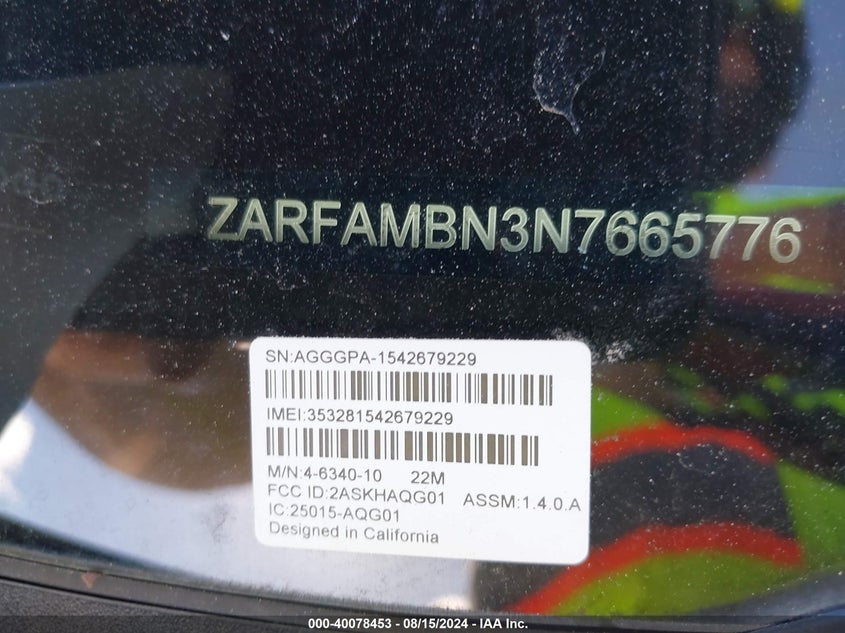 ZARFAMBN3N7665776
SN:AGGGPA-1542679229
IMEI:353281542679229
M/N:4-6340-10 22M
FCC ID:2ASKHAQG01 ASSM:1.4.0.A
IC:25015-AQG01
Designed in California
000-40078453 - 08/15/2024 - IAA Inc.